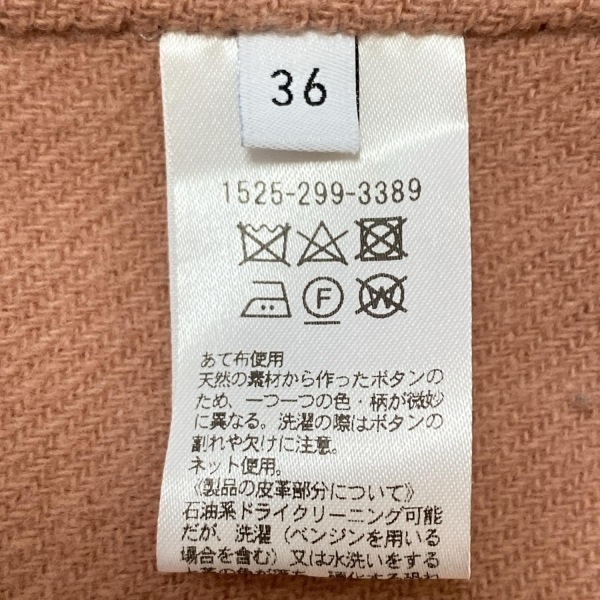 36
1525-299-3389
F
W
あて布使用
天然の素材から作ったボタンの
ため、一つ一つの色・柄が微妙
に異なる。洗濯の際はボタンの
割れや欠けに注意。
ネット使用。
《製品の皮革部分について》
石油系ドライクリーニング可能
だが、洗濯（ベンジンを用いる
場合を含む）又は水洗いをする